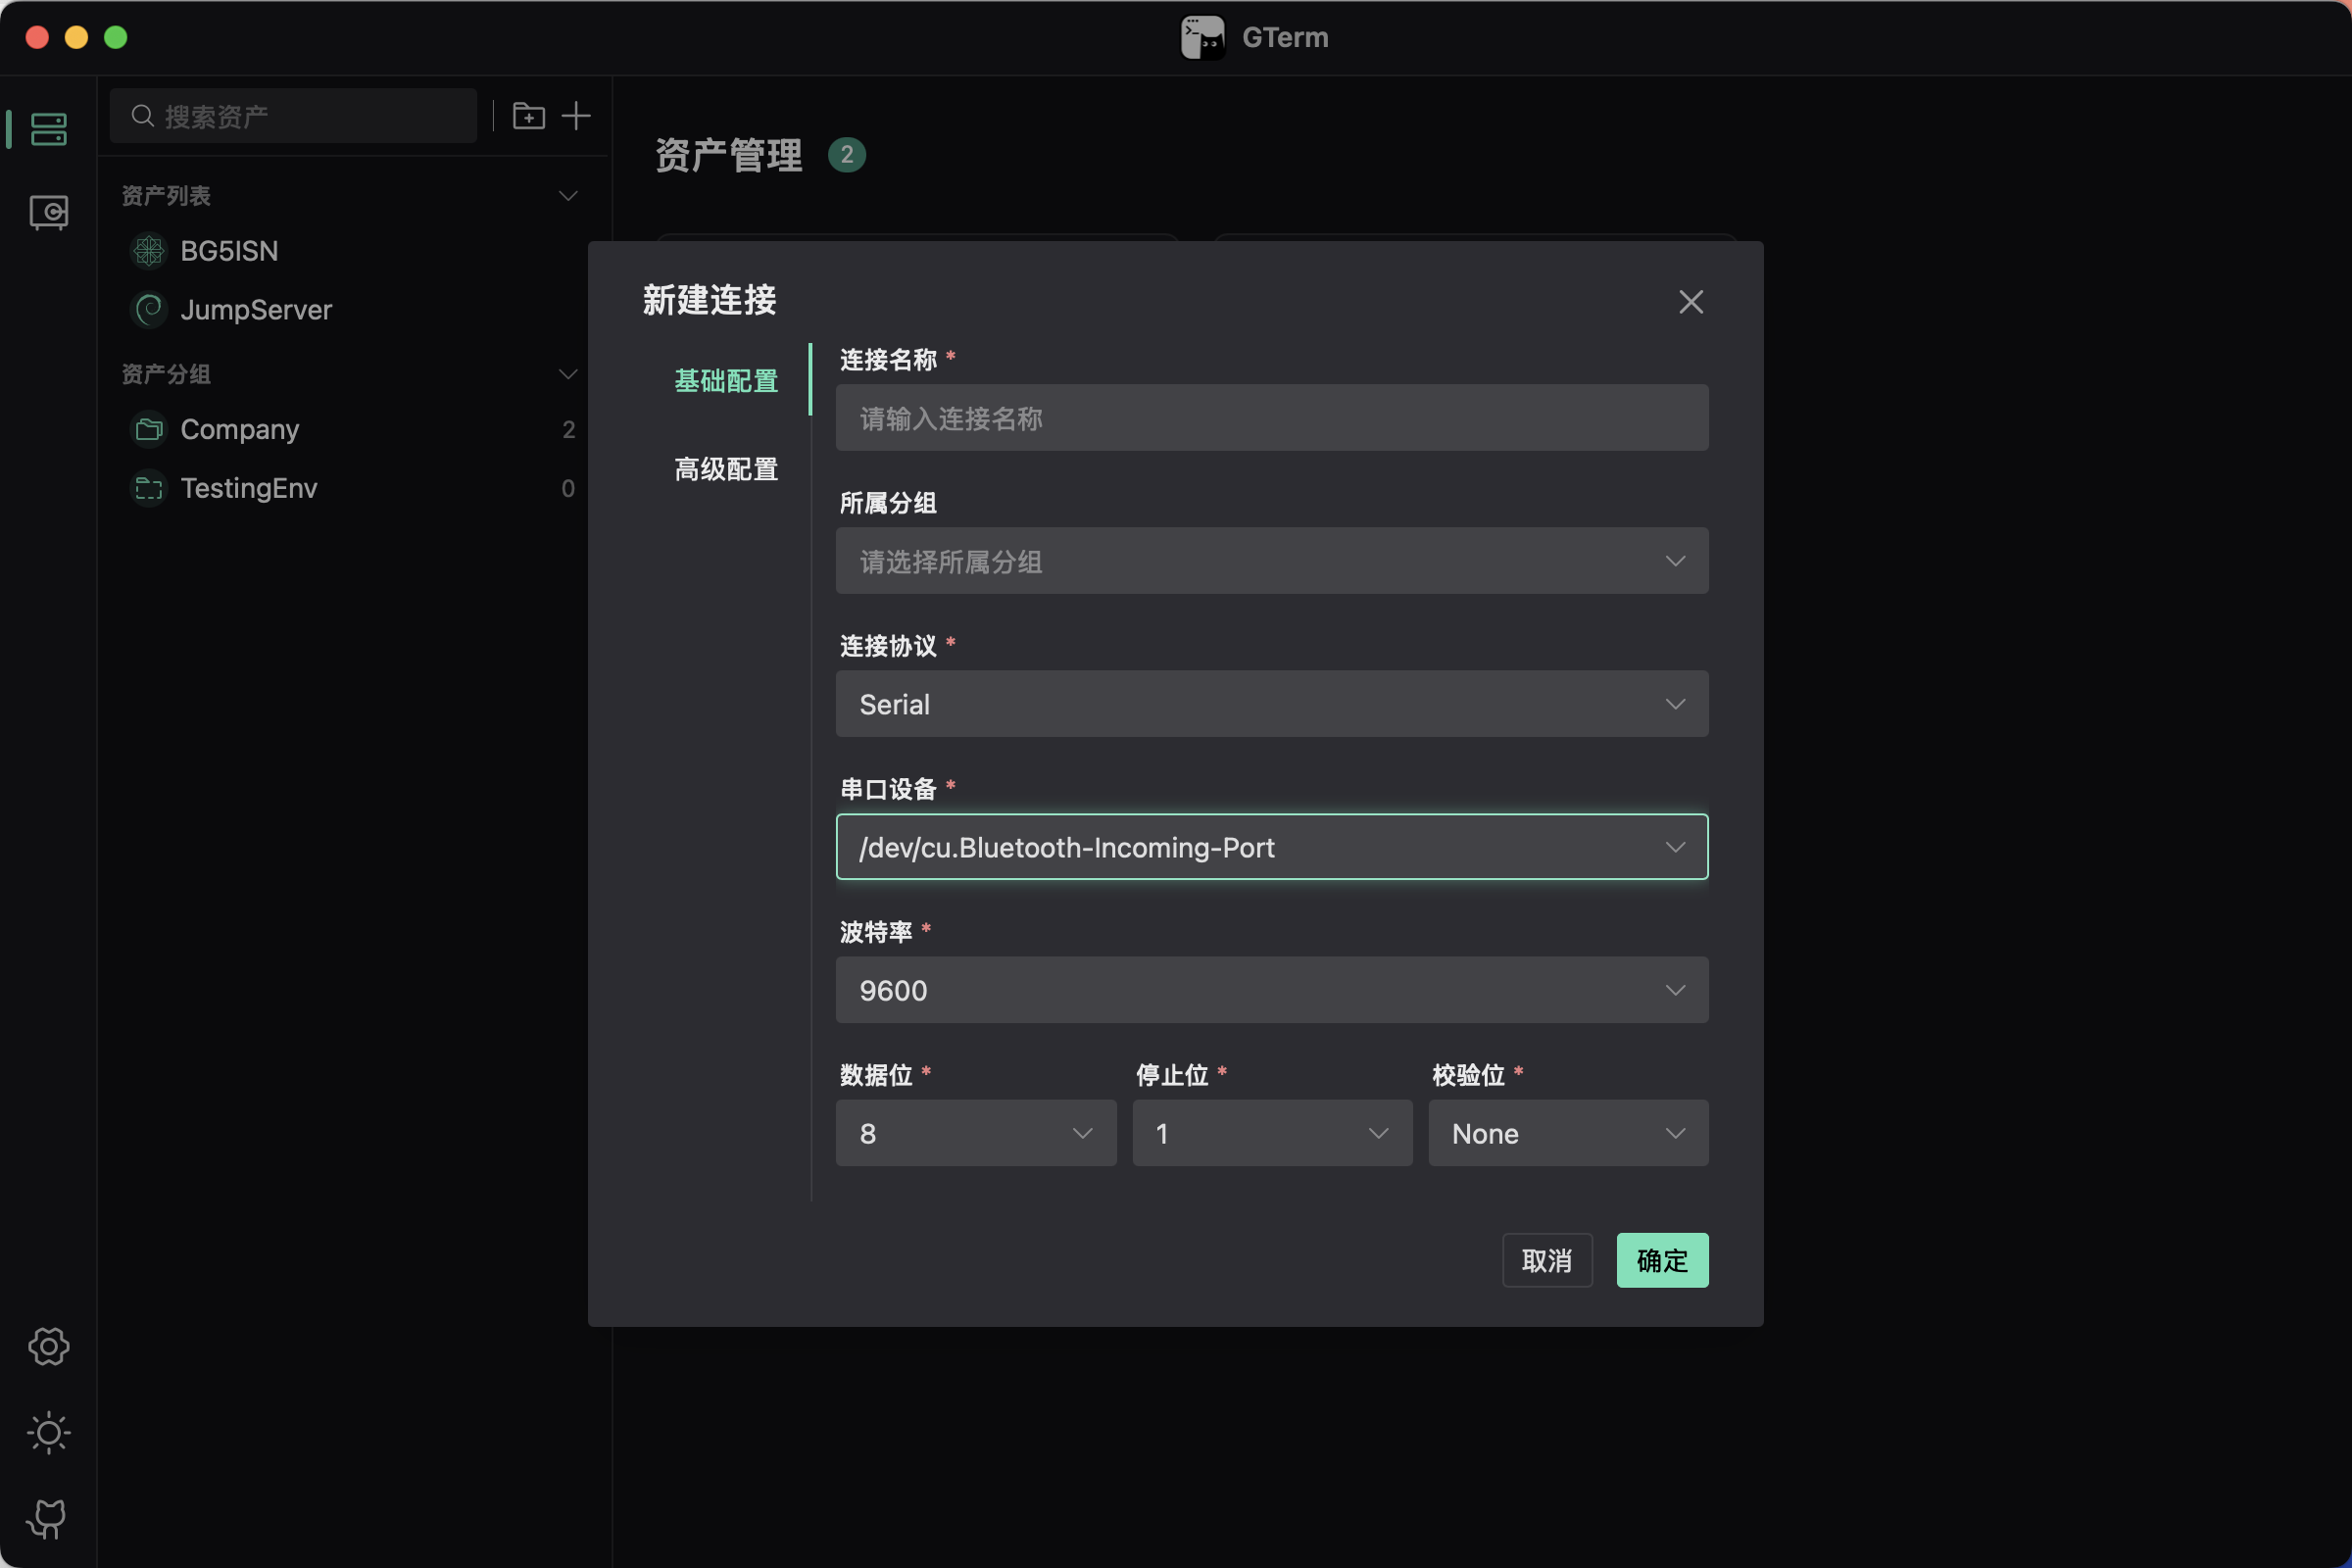 GTerm
搜索资产
资产列表
BG5ISN
JumpServer
资产分组
Company 2
TestingEnv 0
资产管理 2
新建连接
基础配置
高级配置
连接名称 *
请输入连接名称
所属分组
请选择所属分组
连接协议 *
Serial
串口设备 *
/dev/cu.Bluetooth-Incoming-Port
波特率 *
9600
数据位 * 停止位 * 校验位 *
8 1 None
取消 确定